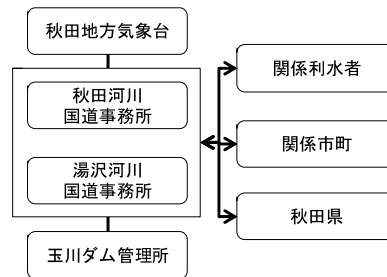 秋田地方気象台
秋田河川
国道事務所
湯沢河川
国道事務所
玉川ダム管理所
関係利水者
関係市町
秋田県